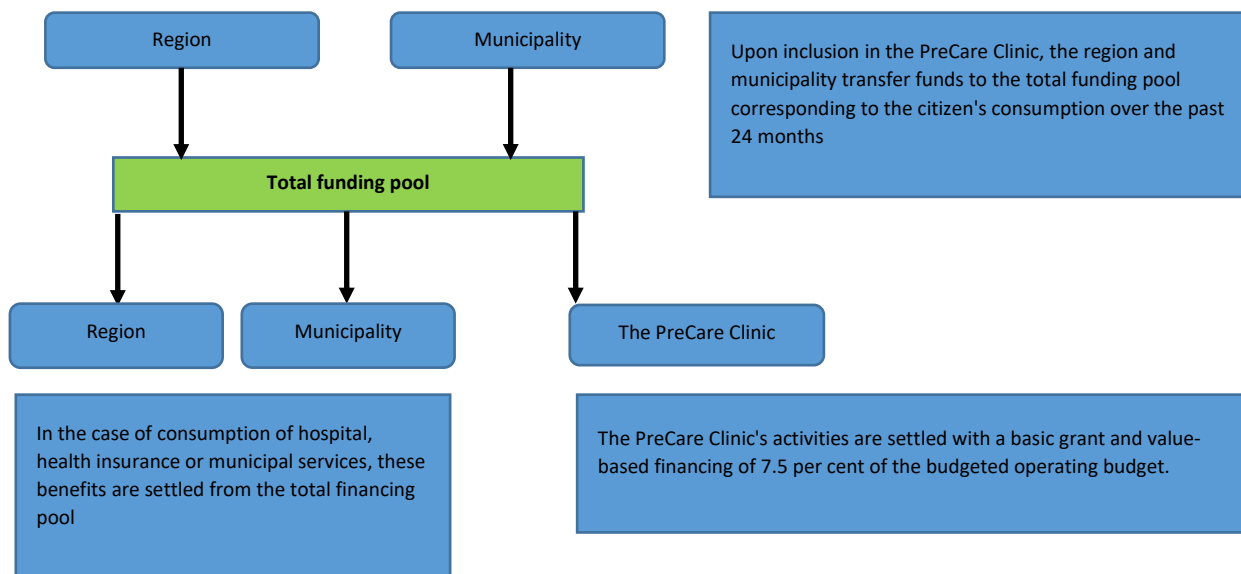 Region
Municipality
Upon inclusion in the PreCare Clinic, the region and
municipality transfer funds to the total funding pool
corresponding to the citizen's consumption over the past
24 months
Total funding pool
Region
Municipality
The PreCare Clinic
In the case of consumption of hospital,
health insurance or municipal services, these
benefits are settled from the total financing
pool
The PreCare Clinic's activities are settled with a basic grant and value-
based financing of 7.5 per cent of the budgeted operating budget.